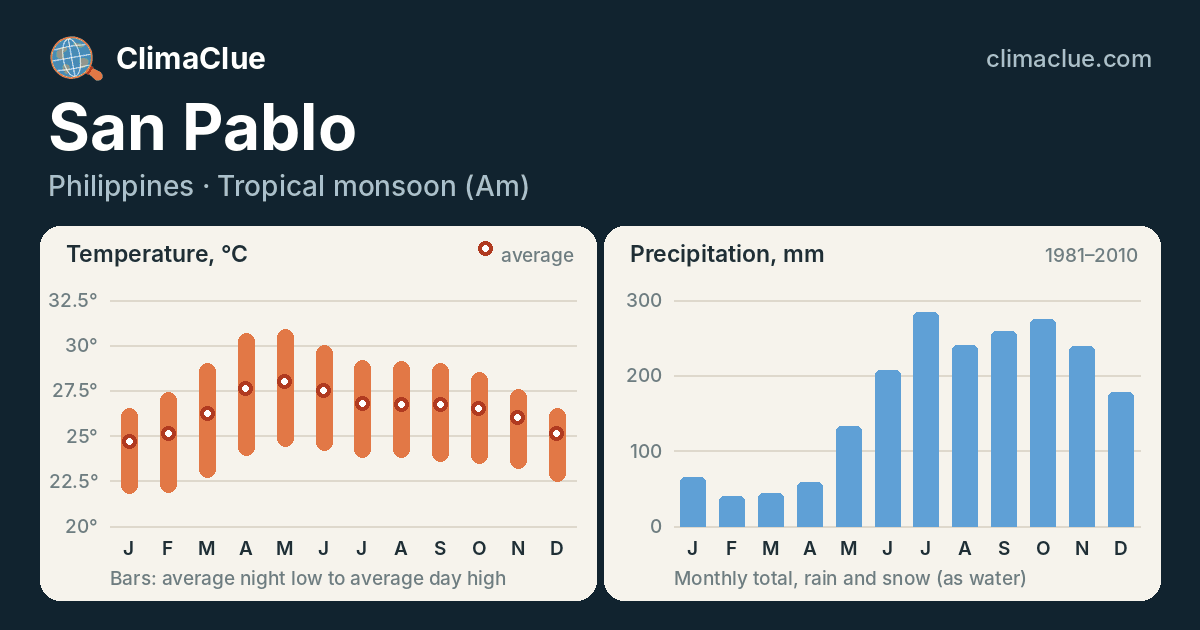 ClimaClue
climaclue.com
San Pablo
Philippines · Tropical monsoon (Am)
Temperature, °C
average
32.5°
30°
27.5°
25°
22.5°
20°
J F M A M J J A S O N D
Bars: average night low to average day high
Precipitation, mm
1981–2010
300
200
100
0
J F M A M J J A S O N D
Monthly total, rain and snow (as water)